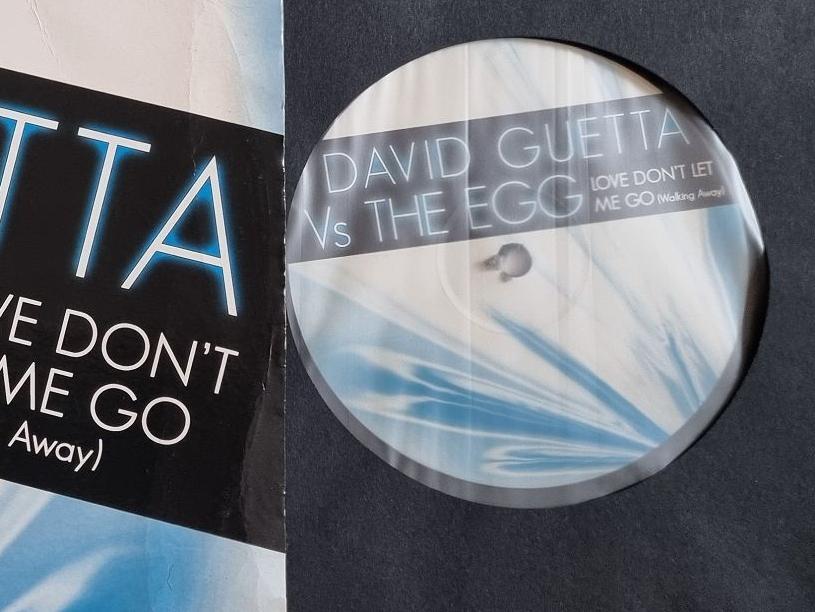 TTA
VE DON'T
ME GO
Away)
DAVID GUETTA
Vs THE EGG
LOVE DON'T LET
ME GO (Walking Away)